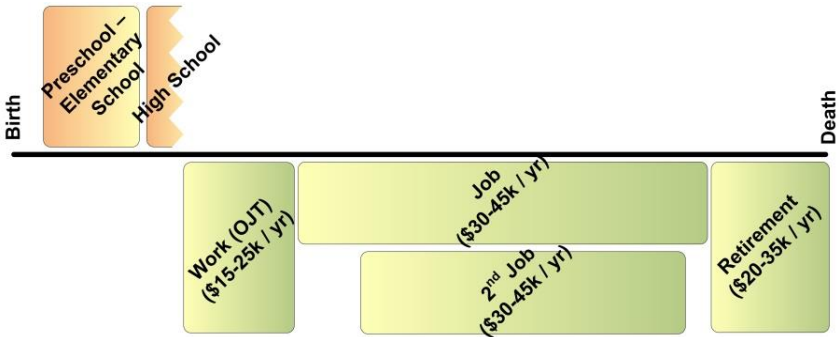 Birth
Preschool –
Elementary
School
High School
Death
Work (OJT)
($15-25k / yr)
Job
($30-45k / yr)
2nd Job
($30-45k / yr)
Retirement
($20-35k / yr)